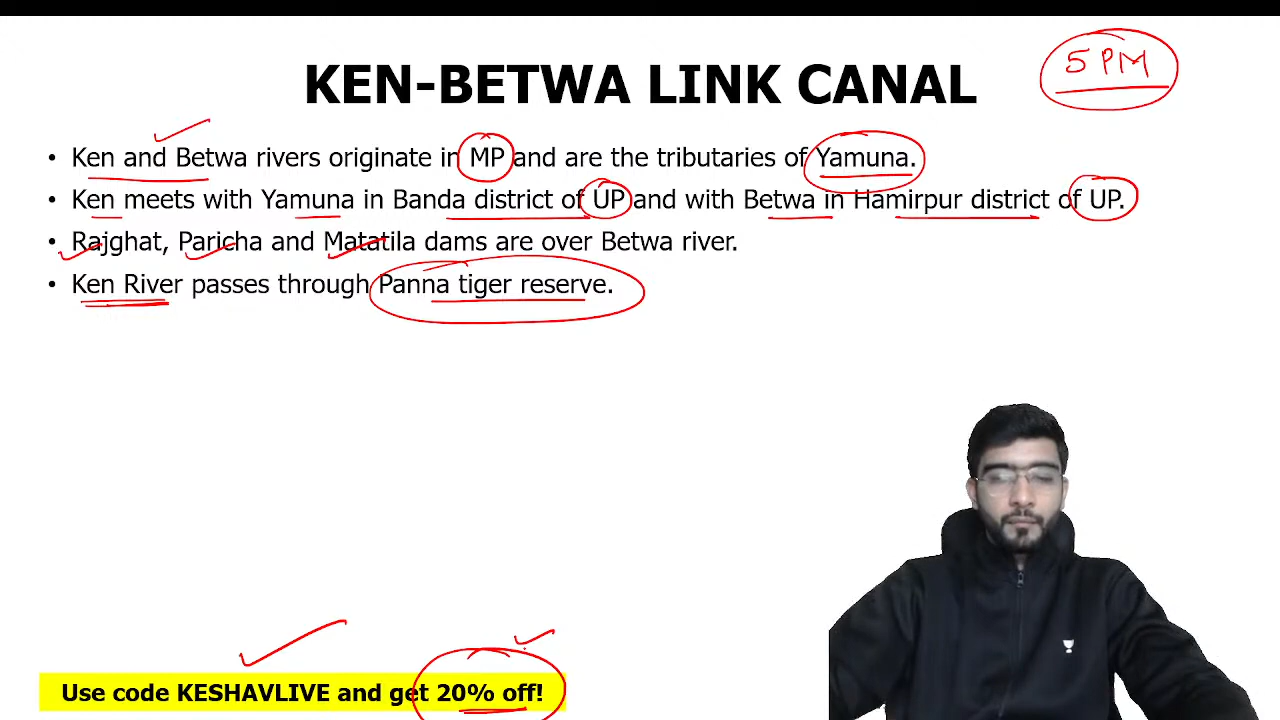 5 PM
KEN-BETWA LINK CANAL
• Ken and Betwa rivers originate in MP and are the tributaries of Yamuna.
• Ken meets with Yamuna in Banda district of UP and with Betwa in Hamirpur district of UP.
• Rajghat, Paricha and Matatila dams are over Betwa river.
• Ken River passes through Panna tiger reserve.
Use code KESHAVLIVE and get 20% off!